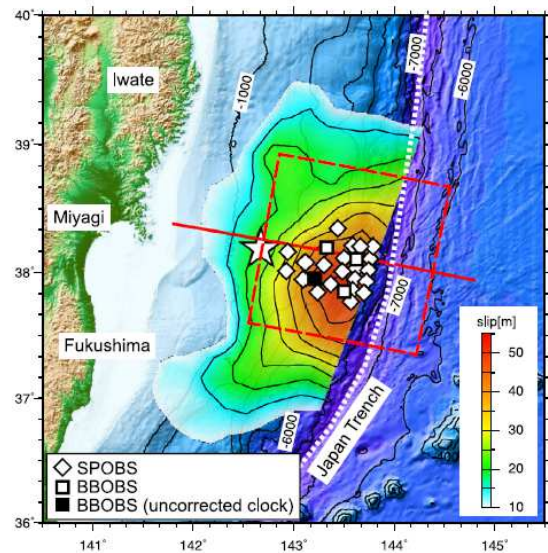 40°
39°
38°
37°
36°
141°
142°
143°
144°
145°
Iwate
Miyagi
Fukushima
-1000
-7000
-6000
-7000
-6000
Japan Trench
slip[m]
50
40
30
20
10
SPOBS
BBOBS
BBOBS (uncorrected clock)